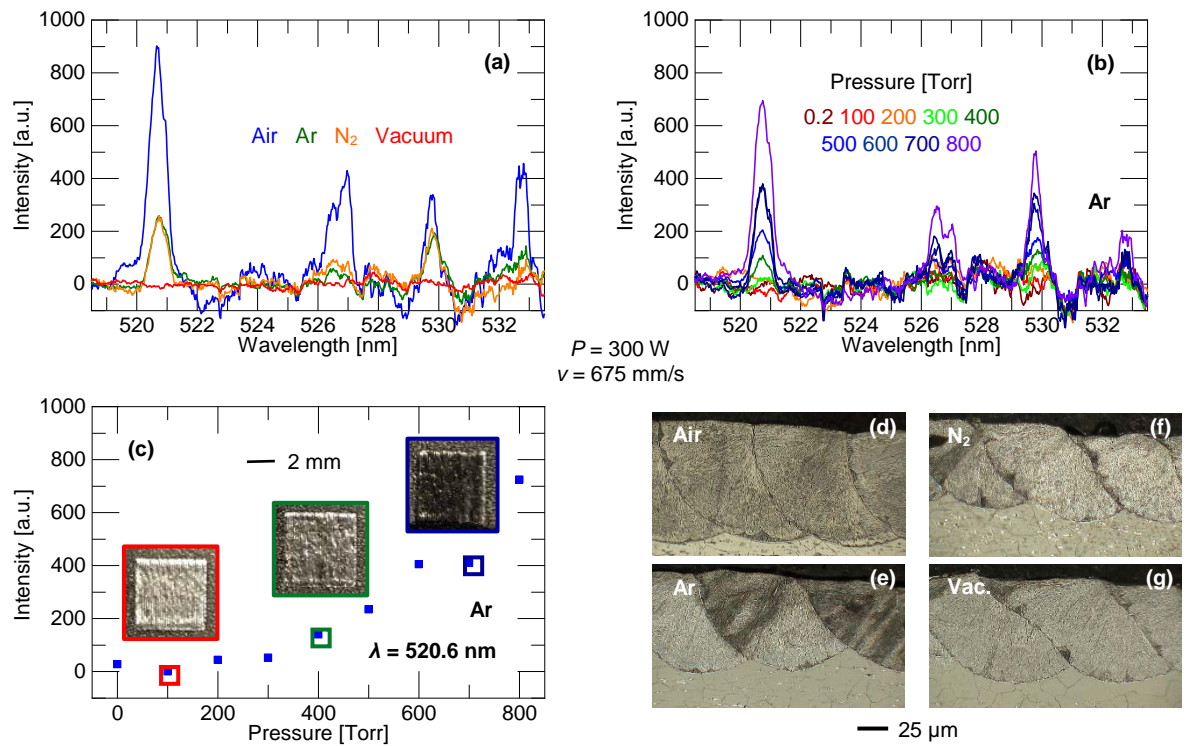 1000
800
600
400
200
0
Intensity [a.u.]
(a)
Air Ar N₂ Vacuum
520 522 524 526 528 530 532
Wavelength [nm]
1000
800
600
400
200
0
Intensity [a.u.]
(b)
Pressure [Torr]
0.2 100 200 300 400
500 600 700 800
Ar
520 522 524 526 528 530 532
Wavelength [nm]
P = 300 W
v = 675 mm/s
1000
800
600
400
200
0
Intensity [a.u.]
(c)
2 mm
Ar
λ = 520.6 nm
0 200 400 600 800
Pressure [Torr]
Air (d)
N₂ (f)
Ar (e)
Vac. (g)
25 µm